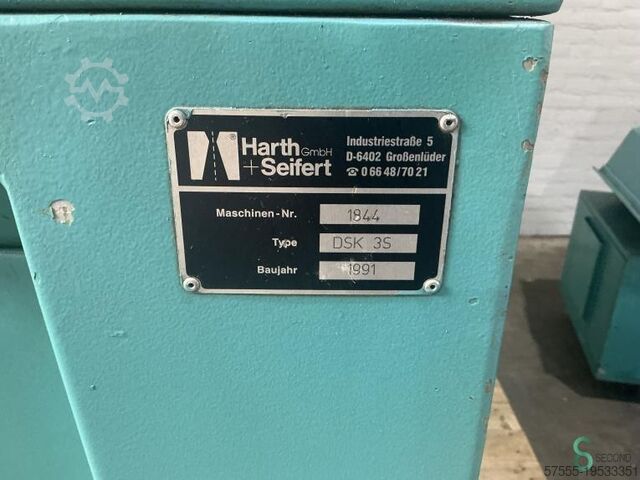 Harth GmbH
+ Seifert
®
Industriestraße 5
D-6402 Großenlüder
☎ 0 66 48/70 21
Maschinen-Nr. 1844
Type DSK 3S
Baujahr 1991
S SECOND
57555-19533351